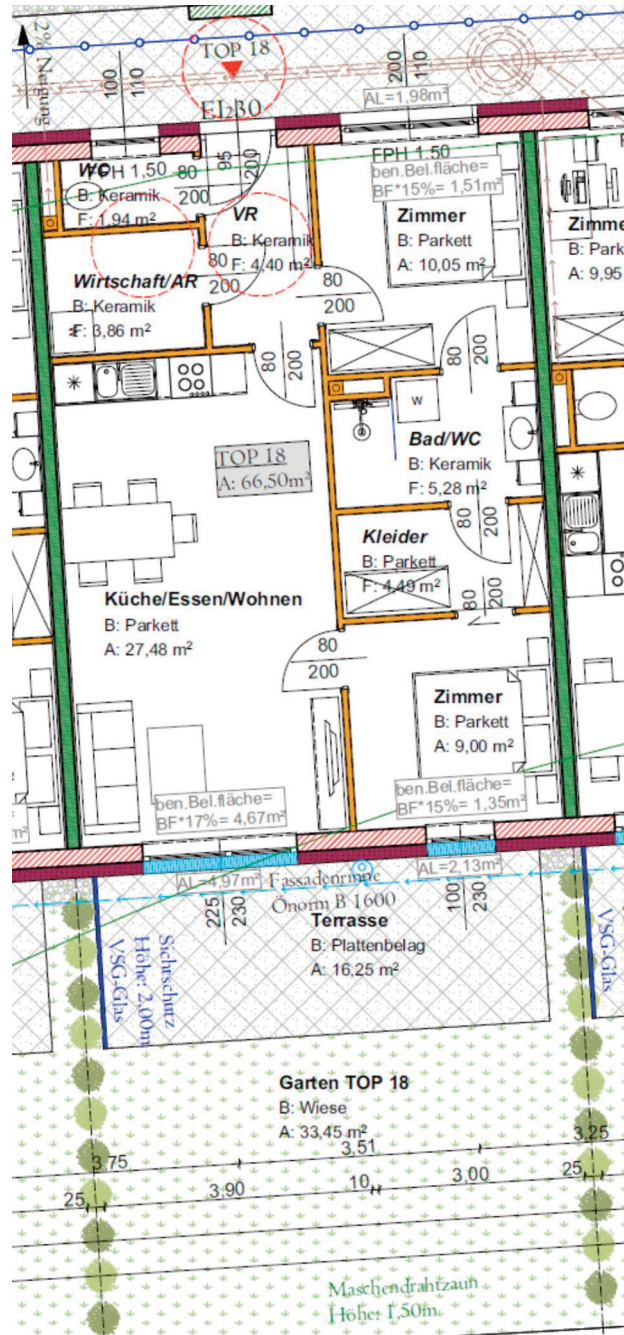 2% Neigung
TOP 18
EI230
100
110
200
110
AL=1,98m²
WC
FPH 1,50
B: Keramik
F: 1,94 m²
80
200
95
200
VR
B: Keramik
F: 4,40 m²
FPH 1,50
ben.Bel.fläche=
BF*15%= 1,51m²
Zimmer
B: Parkett
A: 10,05 m²
A: 9,95
Wirtschaft/AR
B: Keramik
F: 3,86 m²
80
200
80
200
80
200
80
200
W
TOP 18
A: 66,50m²
Bad/WC
B: Keramik
F: 5,28 m²
80
200
Kleider
B: Parkett
F: 4,49 m²
80
200
Küche/Essen/Wohnen
B: Parkett
A: 27,48 m²
80
200
Zimmer
B: Parkett
A: 9,00 m²
ben.Bel.fläche=
BF*17%= 4,67m²
ben.Bel.fläche=
BF*15%= 1,35m²
AL=4,97m²
AL=2,13m²
Fassadenrinne
Önorm B 1600
225
230
100
230
Terrasse
B: Plattenbelag
A: 16,25 m²
Sichtschutz
Höhe: 2,00m
VSG-Glas
VSG-Glas
Garten TOP 18
B: Wiese
A: 33,45 m²
3,75
3,51
3,25
25
3,90
10
3,00
25
Maschendrahtzaun
Höhe: 1,50m